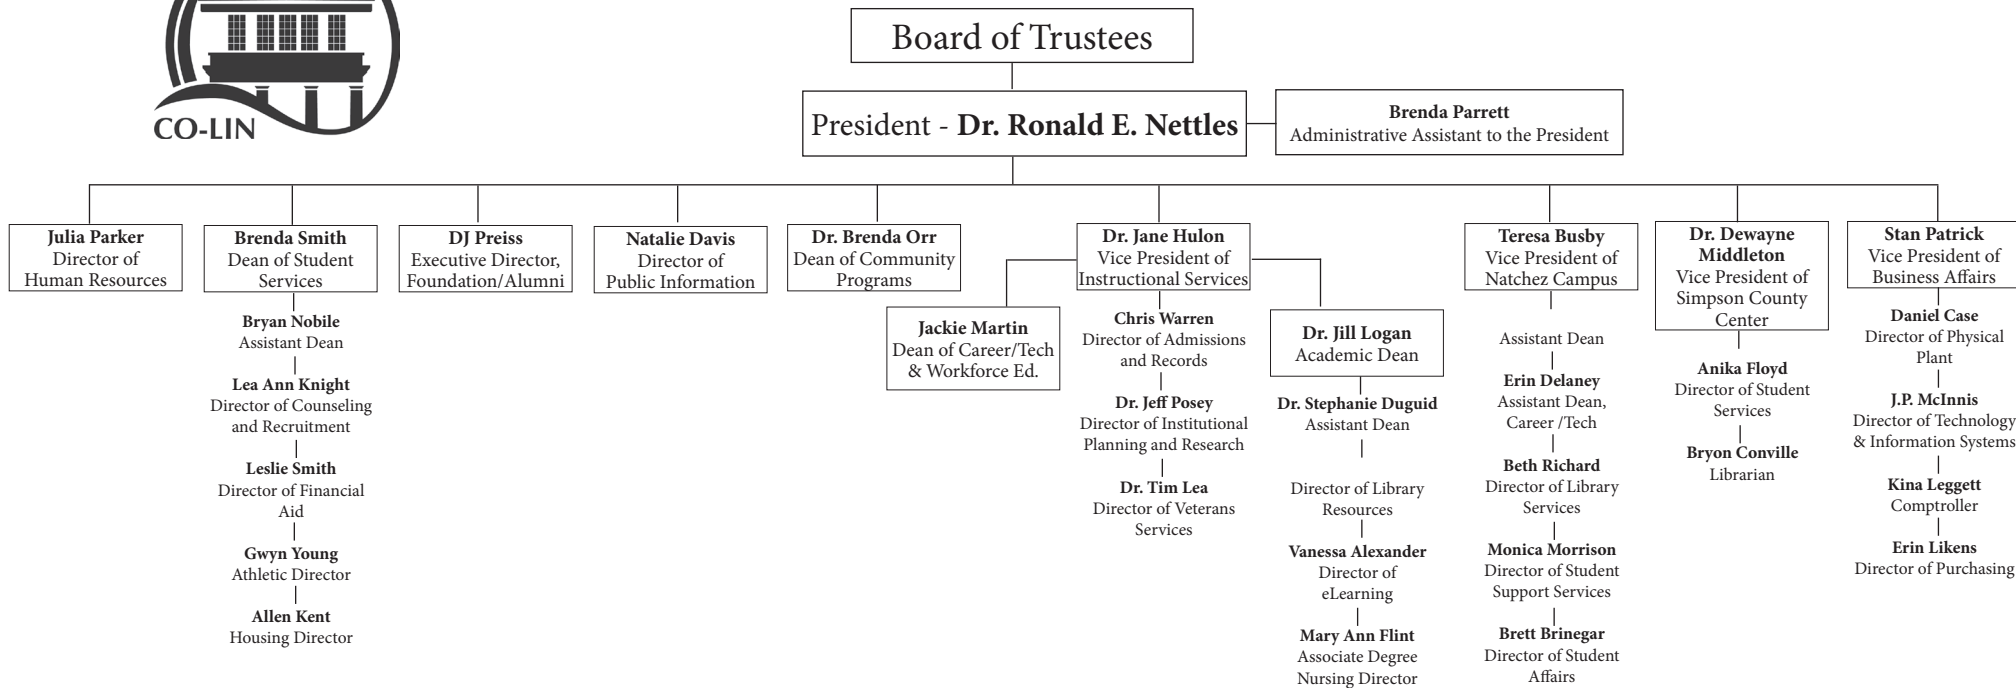 CO-LIN
Board of Trustees
President - Dr. Ronald E. Nettles
Brenda Parrett
Administrative Assistant to the President
Julia Parker
Director of
Human Resources
Brenda Smith
Dean of Student
Services
Bryan Nobile
Assistant Dean
Lea Ann Knight
Director of Counseling
and Recruitment
Leslie Smith
Director of Financial
Aid
Gwyn Young
Athletic Director
Allen Kent
Housing Director
DJ Preiss
Executive Director,
Foundation/Alumni
Natalie Davis
Director of
Public Information
Dr. Brenda Orr
Dean of Community
Programs
Dr. Jane Hulon
Vice President of
Instructional Services
Jackie Martin
Dean of Career/Tech
& Workforce Ed.
Chris Warren
Director of Admissions
and Records
Dr. Jeff Posey
Director of Institutional
Planning and Research
Dr. Tim Lea
Director of Veterans
Services
Dr. Jill Logan
Academic Dean
Dr. Stephanie Duguid
Assistant Dean
Director of Library
Resources
Vanessa Alexander
Director of
eLearning
Mary Ann Flint
Associate Degree
Nursing Director
Teresa Busby
Vice President of
Natchez Campus
Assistant Dean
Erin Delaney
Assistant Dean,
Career /Tech
Beth Richard
Director of Library
Services
Monica Morrison
Director of Student
Support Services
Brett Brinegar
Director of Student
Affairs
Dr. Dewayne
Middleton
Vice President of
Simpson County
Center
Anika Floyd
Director of Student
Services
Bryon Conville
Librarian
Stan Patrick
Vice President of
Business Affairs
Daniel Case
Director of Physical
Plant
J.P. McInnis
Director of Technology
& Information Systems
Kina Leggett
Comptroller
Erin Likens
Director of Purchasing